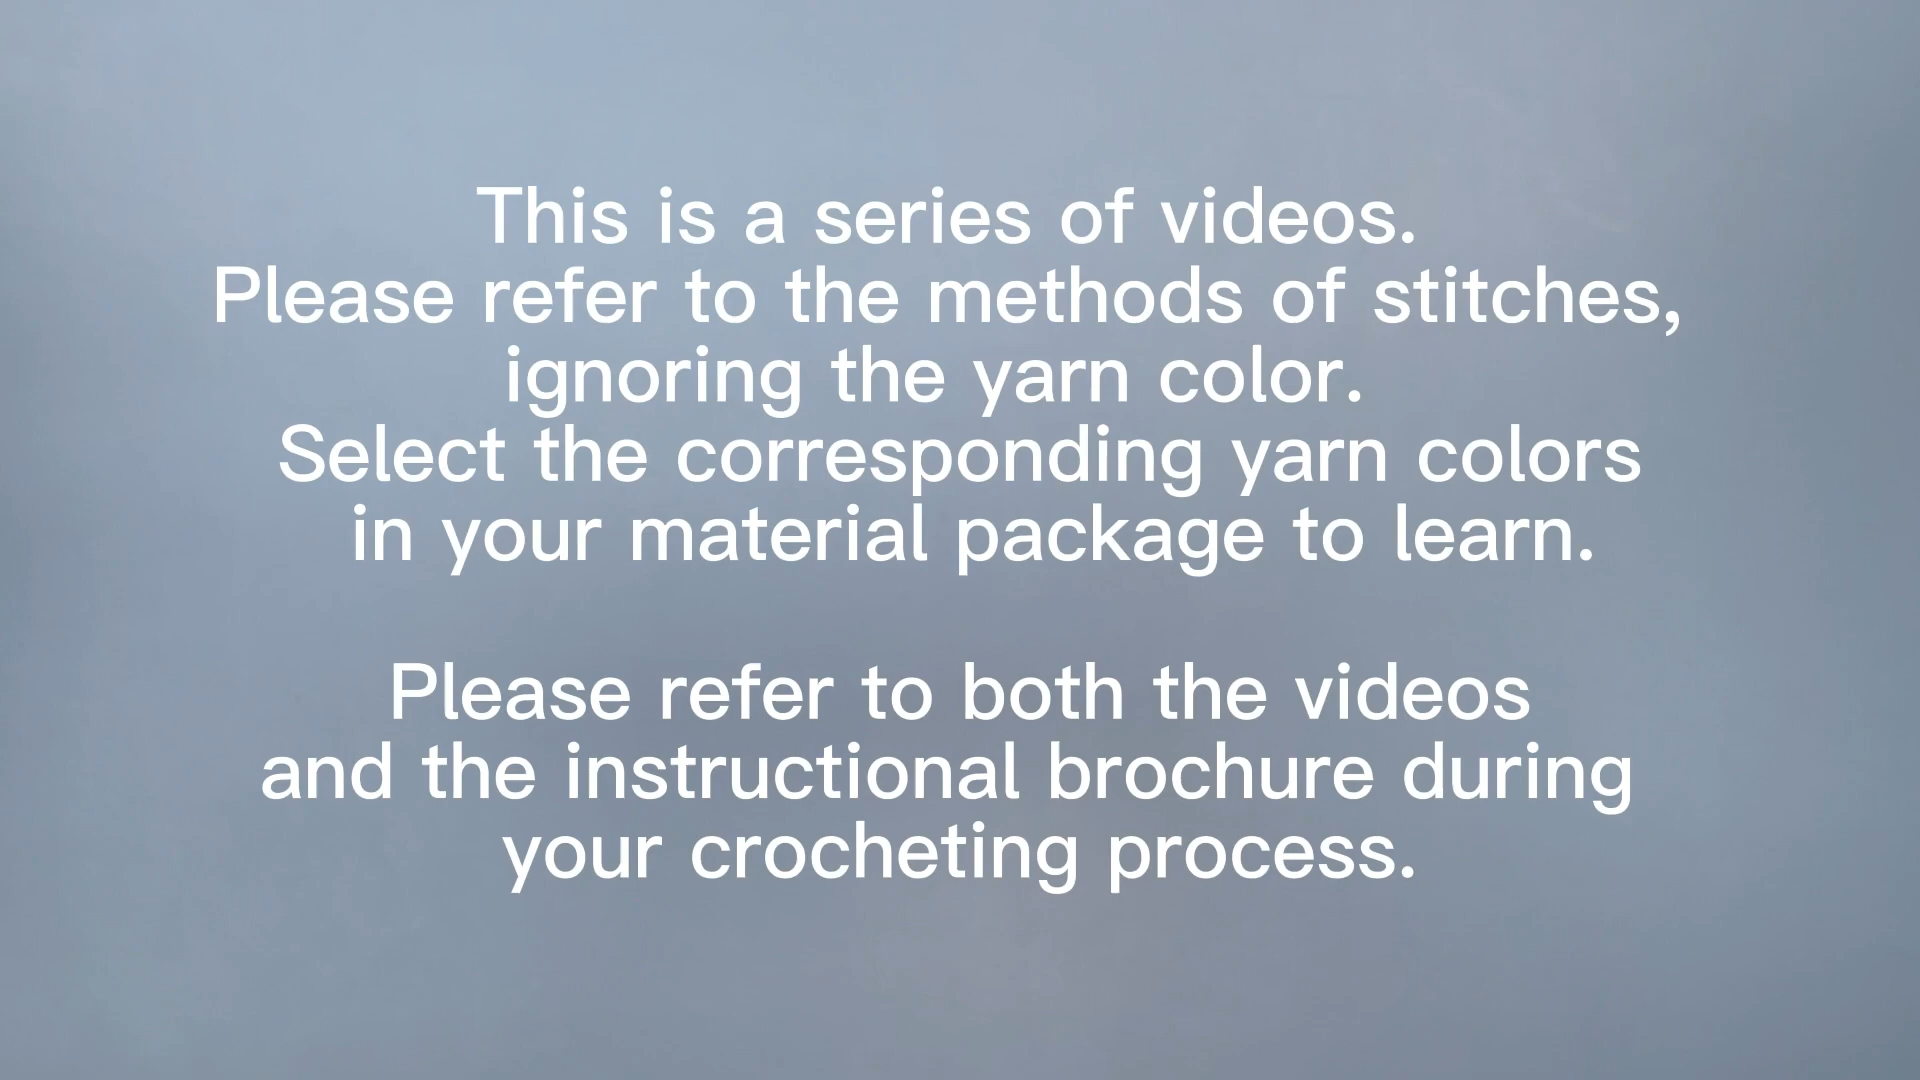 This is a series of videos.
Please refer to the methods of stitches,
ignoring the yarn color.
Select the corresponding yarn colors
in your material package to learn.
Please refer to both the videos
and the instructional brochure during
your crocheting process.